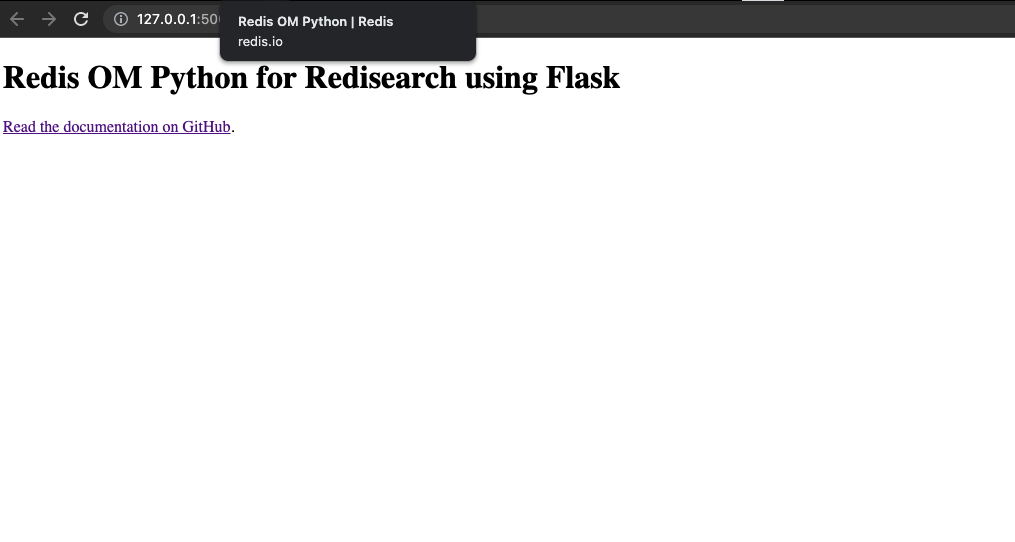 127.0.0.1:50
Redis OM Python | Redis
redis.io
Redis OM Python for Redisearch using Flask
Read the documentation on GitHub.